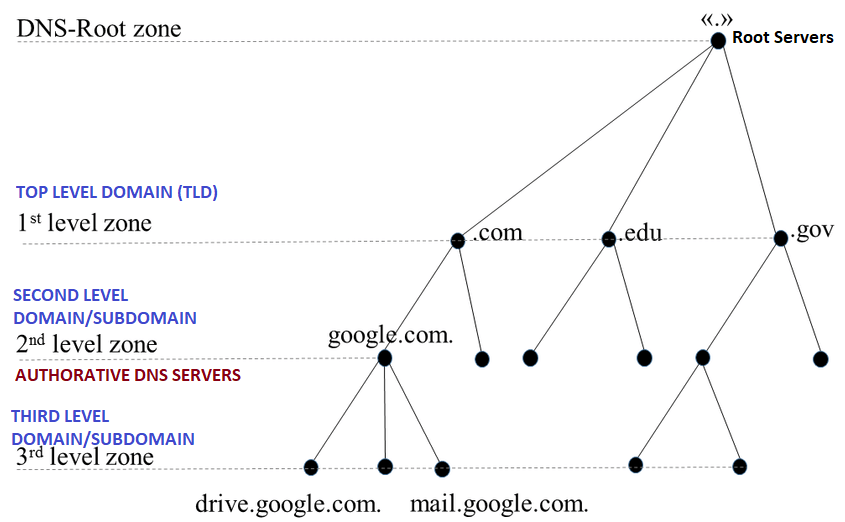 «.»
DNS-Root zone
Root Servers
TOP LEVEL DOMAIN (TLD)
1st level zone
.com
.edu
.gov
SECOND LEVEL
DOMAIN/SUBDOMAIN
google.com.
2nd level zone
AUTHORATIVE DNS SERVERS
THIRD LEVEL
DOMAIN/SUBDOMAIN
3rd level zone
drive.google.com.
mail.google.com.